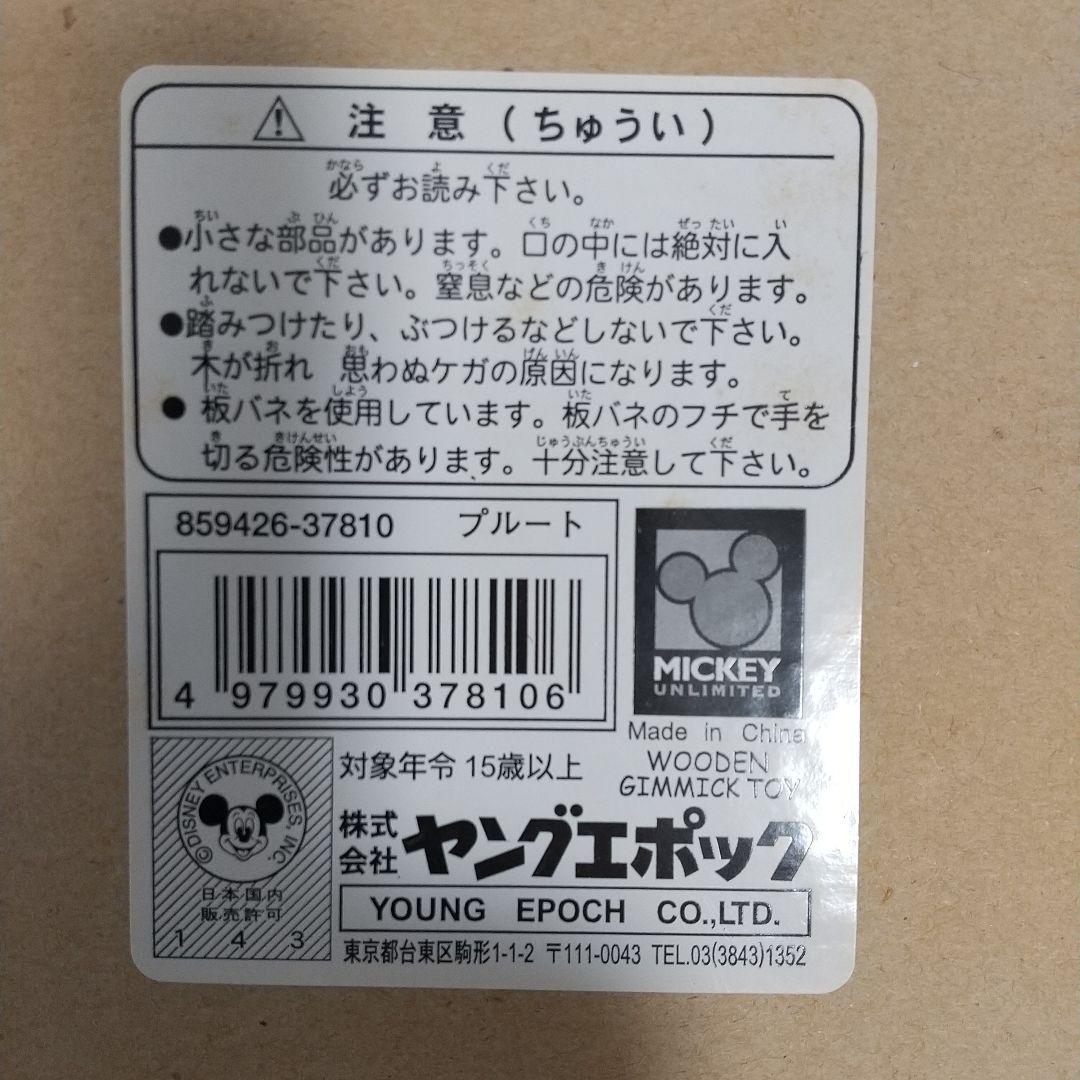 注意(ちゅうい)
必ずお読み下さい。
●小さな部品があります。口の中には絶対に入
れないで下さい。窒息などの危険があります。
●踏みつけたり、ぶつけるなどしないで下さい。
木が折れ 思わぬケガの原因になります。
● 板バネを使用しています。板バネのフチで手を
切る危険性があります。十分注意して下さい。
859426-37810 プルート
4 979930 378106
MICKEY
UNLIMITED
Made in China
WOODEN
GIMMICK TOY
©DISNEY ENTERPRISES, INC.
日本国内
販売許可
1 4 3
対象年令 15歳以上
株式会社 ヤングエポック
YOUNG EPOCH CO.,LTD.
東京都台東区駒形1-1-2 〒111-0043 TEL.03(3843)1352